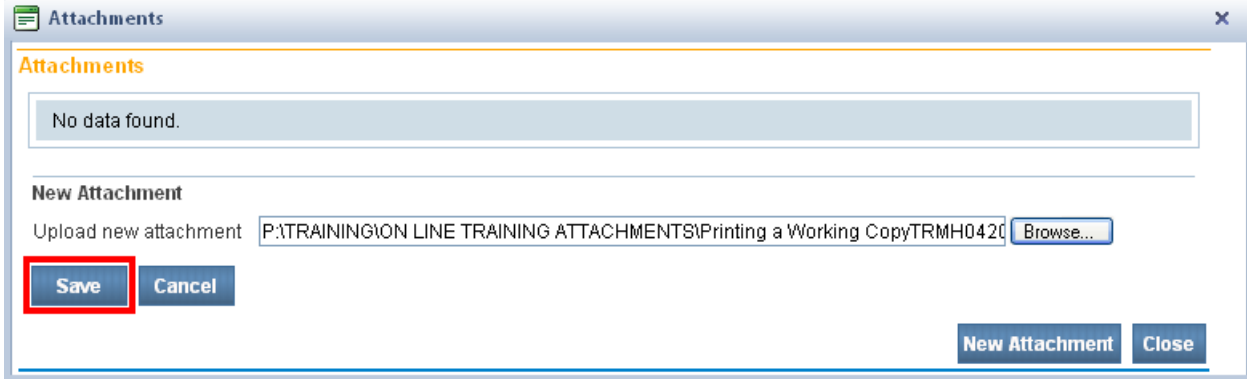 Attachments
Attachments
No data found.
New Attachment
Upload new attachment P:\TRAINING\ON LINE TRAINING ATTACHMENTS\Printing a Working CopyTRMH0420 Browse...
Save Cancel
New Attachment Close